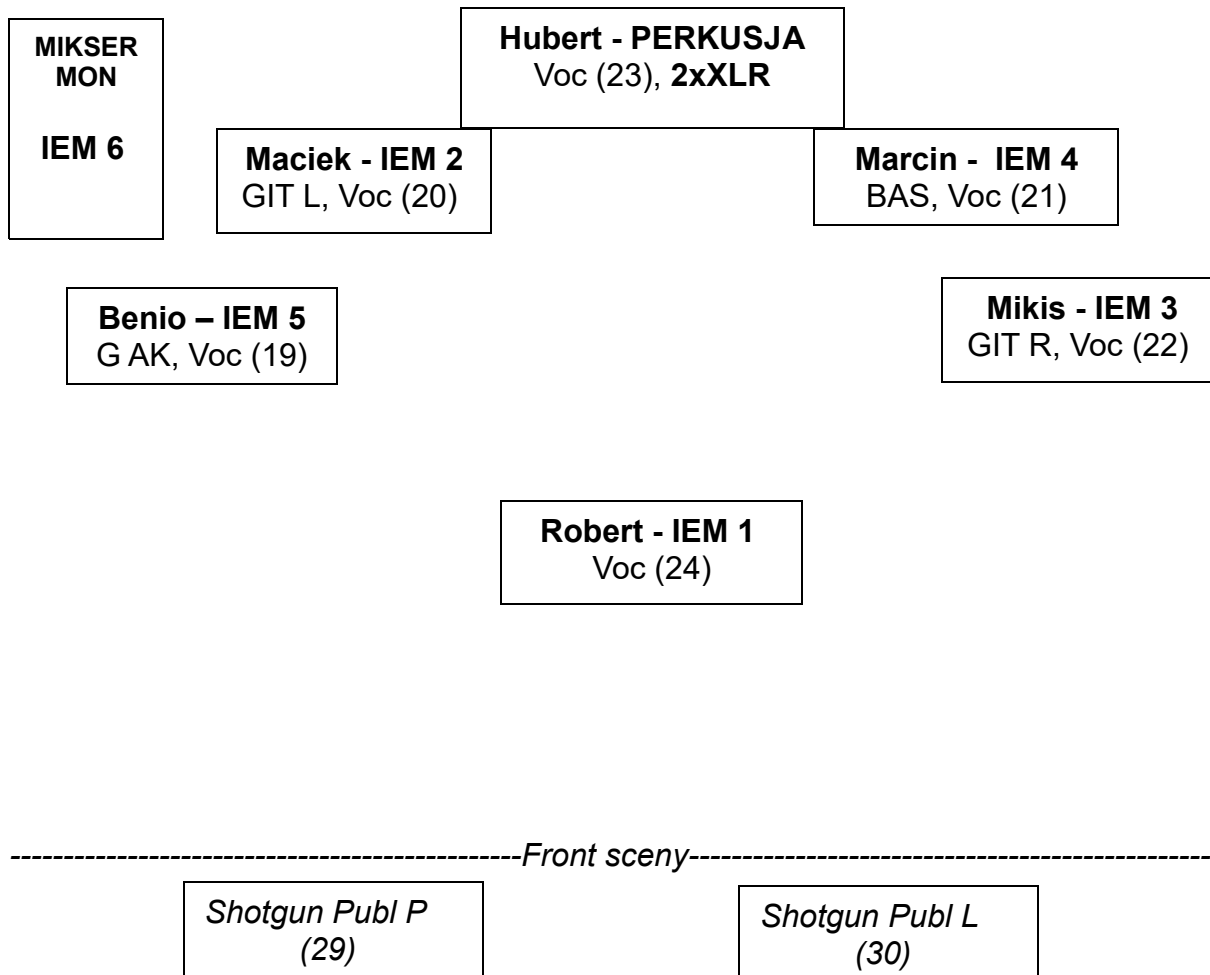 MIKSER
MON
IEM 6
Hubert - PERKUSJA
Voc (23), 2xXLR
Maciek - IEM 2
GIT L, Voc (20)
Marcin -  IEM 4
BAS, Voc (21)
Benio – IEM 5
G AK, Voc (19)
Mikis - IEM 3
GIT R, Voc (22)
Robert - IEM 1
Voc (24)
-------------------------------------------------Front sceny--------------------------------------------------
Shotgun Publ P
(29)
Shotgun Publ L
(30)